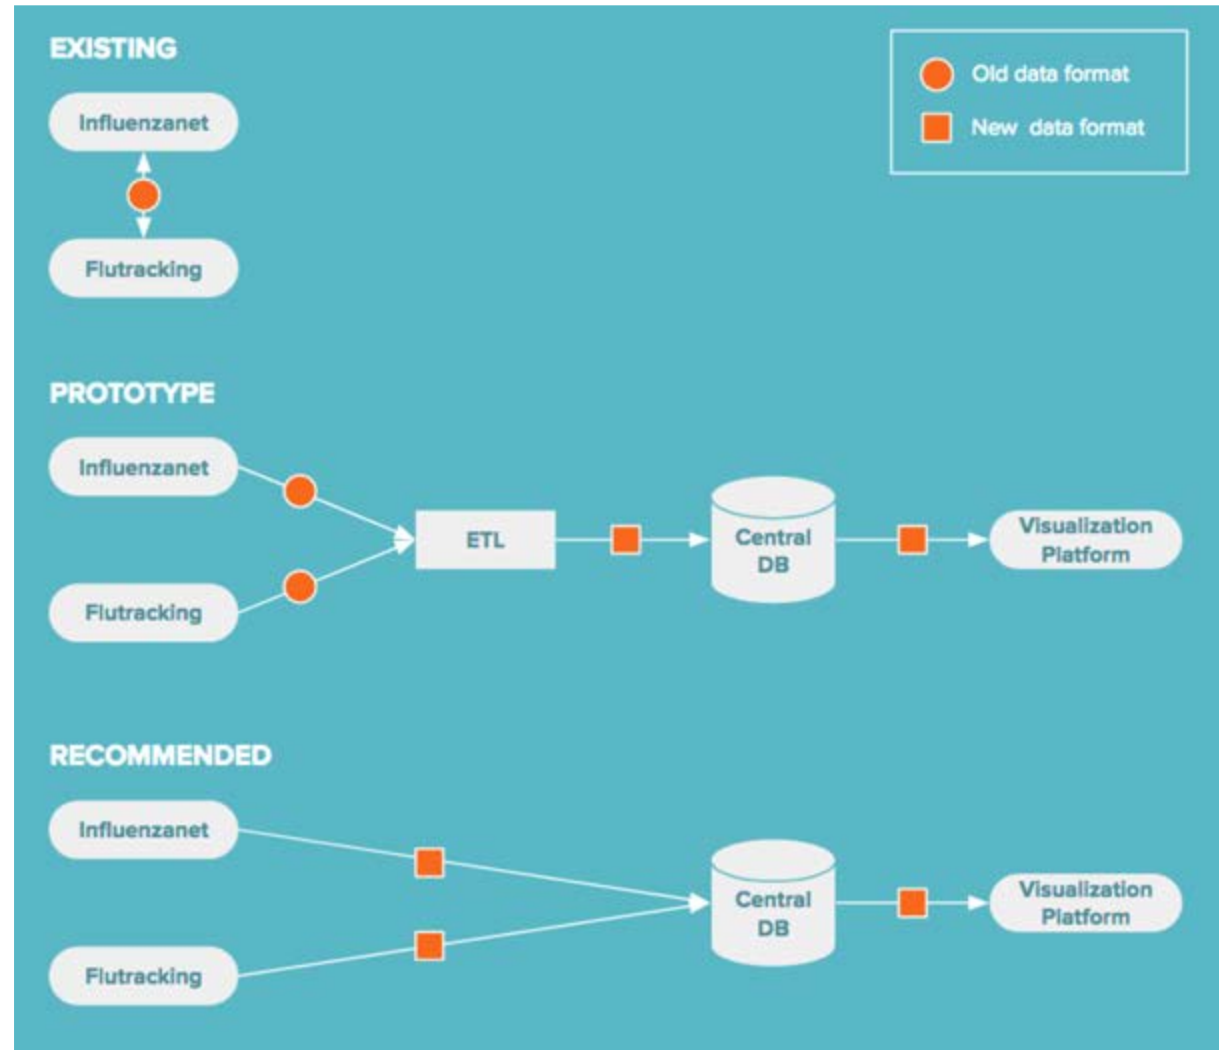 EXISTING
Old data format
New data format
Influenzanet
Flutracking
PROTOTYPE
Influenzanet
ETL
Central
DB
Visualization
Platform
Flutracking
RECOMMENDED
Influenzanet
Central
DB
Visualization
Platform
Flutracking